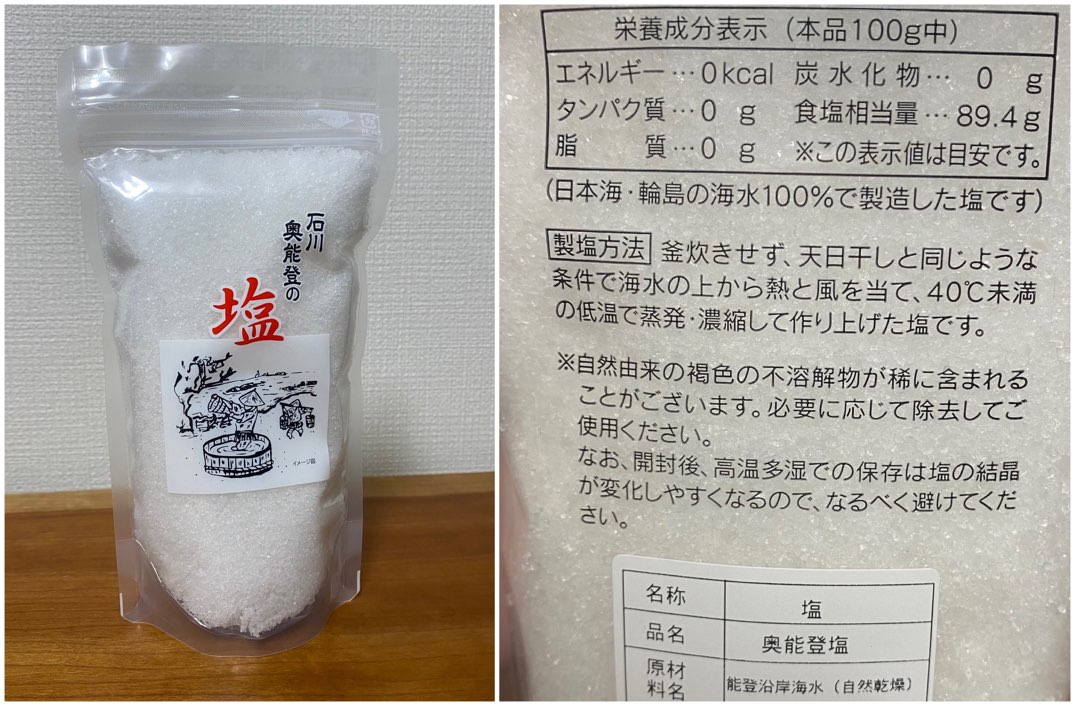 石川
奥能登の
塩
イメージ図
栄養成分表示（本品100g中）
エネルギー…0kcal 炭水化物…0 g
タンパク質…0 g 食塩相当量…89.4g
脂 質…0 g ※この表示値は目安です。
（日本海・輪島の海水100％で製造した塩です）
製塩方法 釜炊きせず、天日干しと同じような
条件で海水の上から熱と風を当て、40℃未満
の低温で蒸発・濃縮して作り上げた塩です。
※自然由来の褐色の不溶解物が稀に含まれる
ことがございます。必要に応じて除去してご
使用ください。
なお、開封後、高温多湿での保存は塩の結晶
が変化しやすくなるので、なるべく避けてくだ
さい。
名称 塩
品名 奥能登塩
原材
料名 能登沿岸海水（自然乾燥）